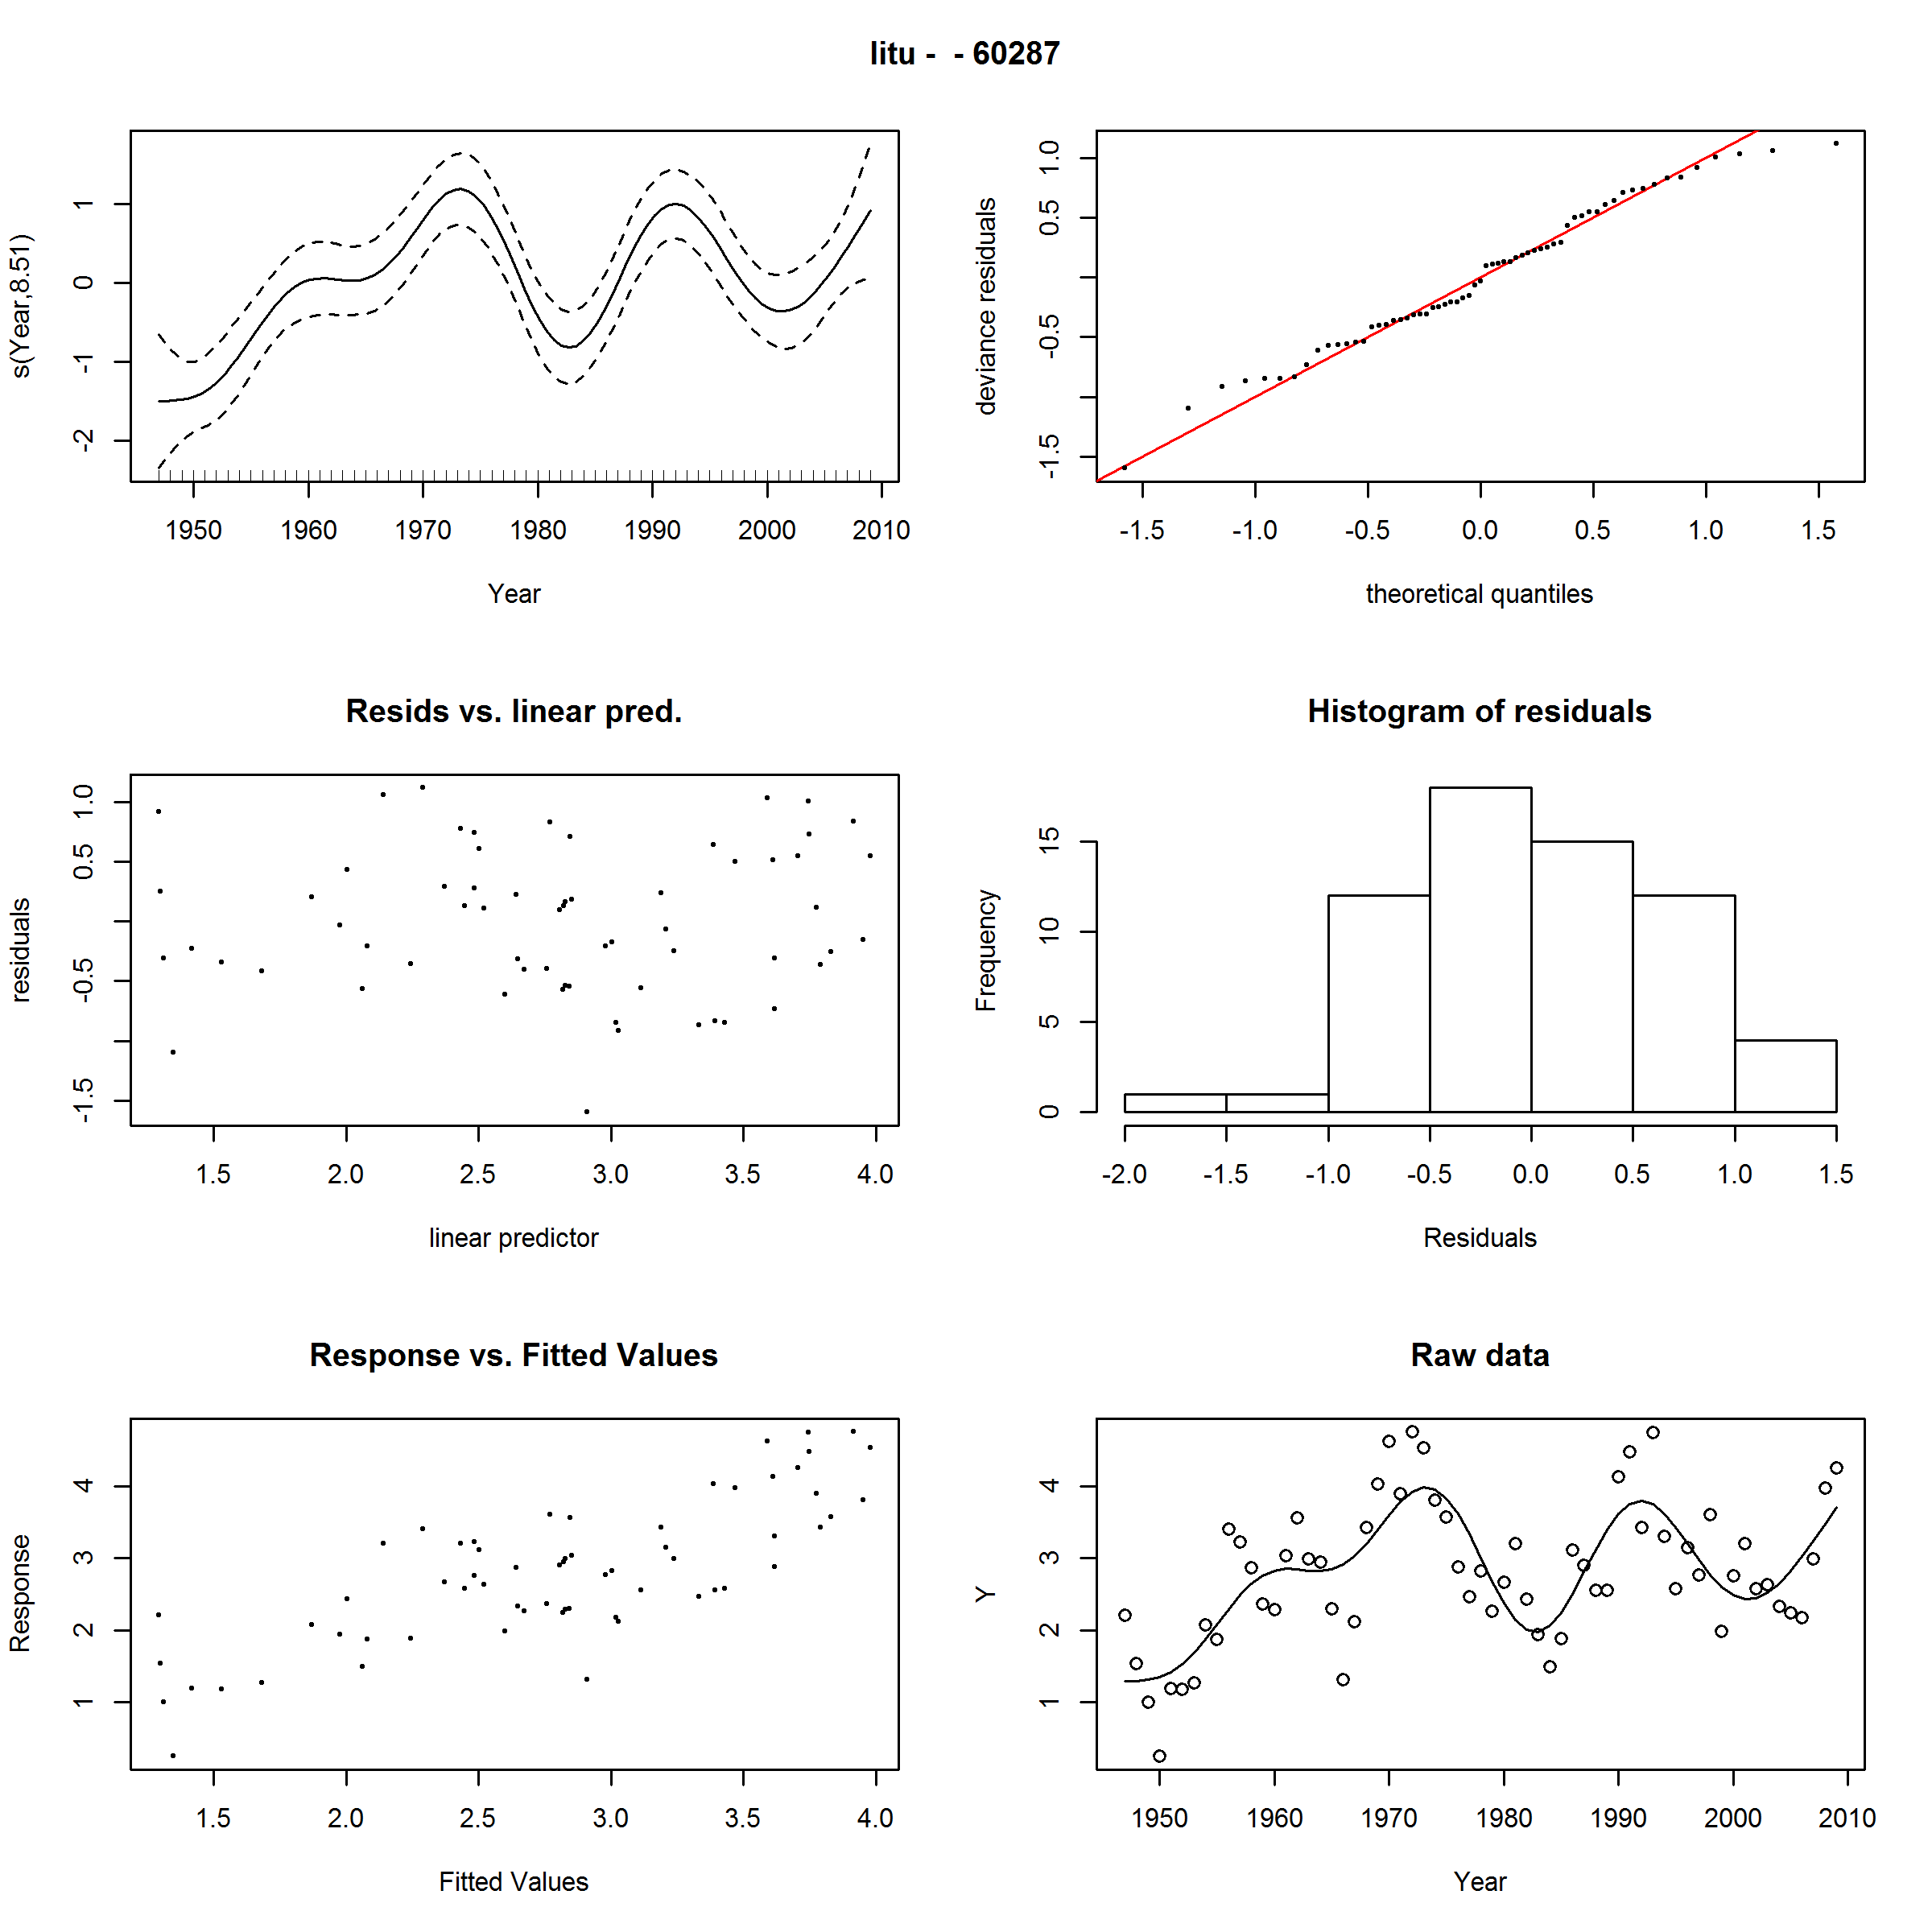 litu -  - 60287
s(Year,8.51)
1
0
-1
-2
1950 1960 1970 1980 1990 2000 2010
Year
deviance residuals
1.0
0.5
-0.5
-1.5
-1.5 -1.0 -0.5 0.0 0.5 1.0 1.5
theoretical quantiles
Resids vs. linear pred.
residuals
1.0
0.5
-0.5
-1.5
1.5 2.0 2.5 3.0 3.5 4.0
linear predictor
Histogram of residuals
Frequency
15
10
5
0
-2.0 -1.5 -1.0 -0.5 0.0 0.5 1.0 1.5
Residuals
Response vs. Fitted Values
Response
4
3
2
1
1.5 2.0 2.5 3.0 3.5 4.0
Fitted Values
Raw data
Y
4
3
2
1
1950 1960 1970 1980 1990 2000 2010
Year